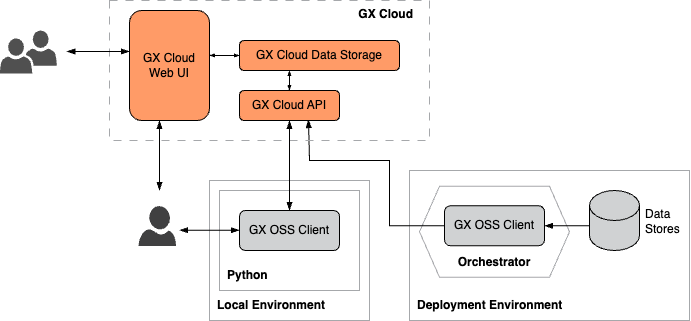 GX Cloud
GX Cloud
Web UI
GX Cloud Data Storage
GX Cloud API
GX OSS Client
Python
Local Environment
GX OSS Client
Orchestrator
Data
Stores
Deployment Environment